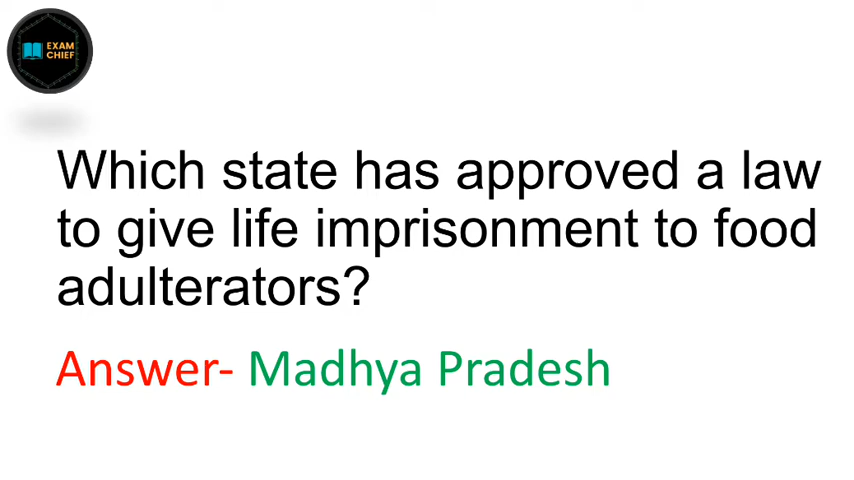 EXAM
CHIEF
Which state has approved a law
to give life imprisonment to food
adulterators?
Answer- Madhya Pradesh